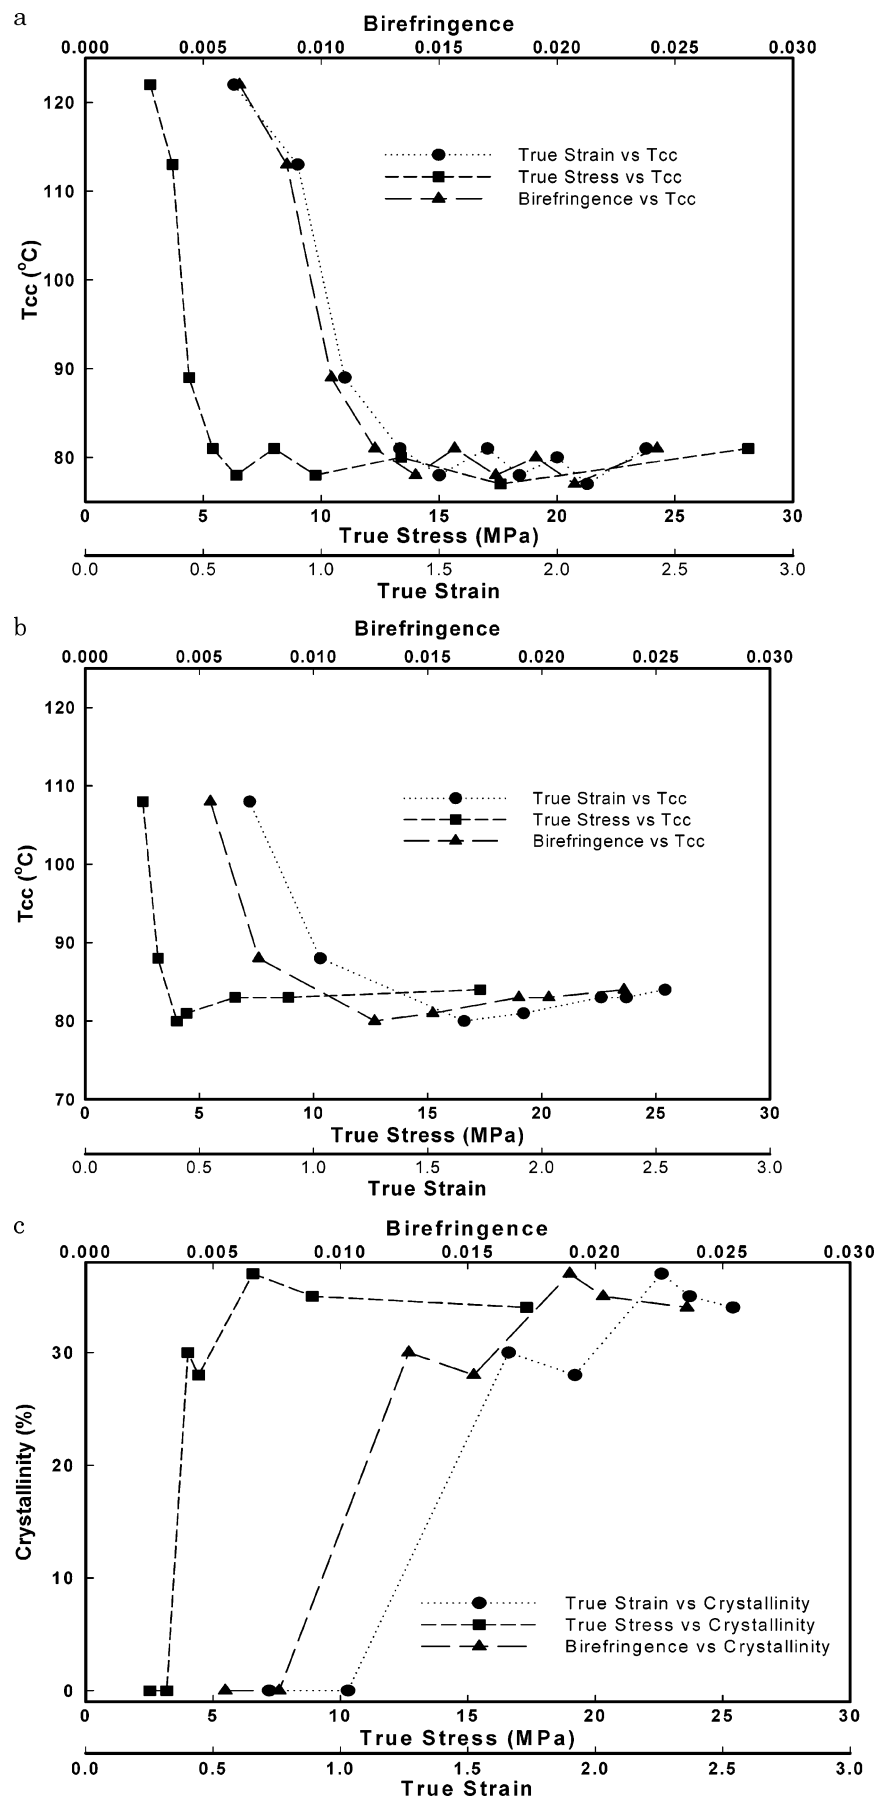 a
Birefringence
0.000 0.005 0.010 0.015 0.020 0.025 0.030
120
110
100
90
80
Tcc (°C)
True Strain vs Tcc
True Stress vs Tcc
Birefringence vs Tcc
0 5 10 15 20 25 30
True Stress (MPa)
0.0 0.5 1.0 1.5 2.0 2.5 3.0
True Strain
b
Birefringence
0.000 0.005 0.010 0.015 0.020 0.025 0.030
120
110
100
90
80
70
Tcc (°C)
True Strain vs Tcc
True Stress vs Tcc
Birefringence vs Tcc
0 5 10 15 20 25 30
True Stress (MPa)
0.0 0.5 1.0 1.5 2.0 2.5 3.0
True Strain
c
Birefringence
0.000 0.005 0.010 0.015 0.020 0.025 0.030
30
20
10
0
Crystallinity (%)
True Strain vs Crystallinity
True Stress vs Crystallinity
Birefringence vs Crystallinity
0 5 10 15 20 25 30
True Stress (MPa)
0.0 0.5 1.0 1.5 2.0 2.5 3.0
True Strain